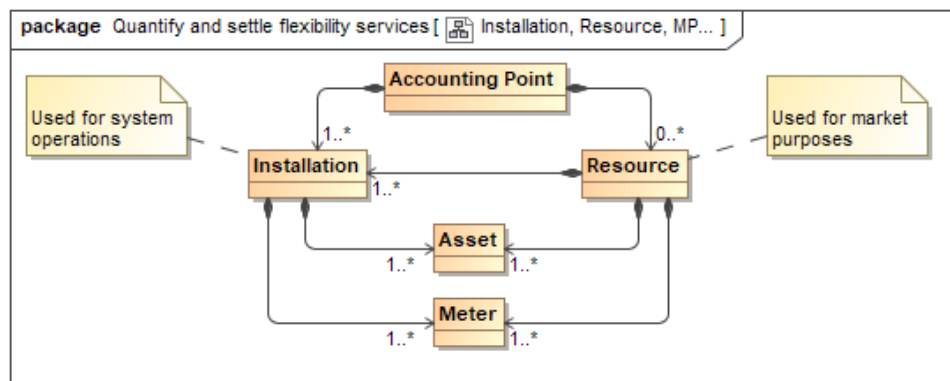 package Quantify and settle flexibility services [ Installation, Resource, MP... ]
Accounting Point
Used for system
operations
Used for market
purposes
1..*
0..*
Installation
Resource
1..*
Asset
1..*
1..*
Meter
1..*
1..*